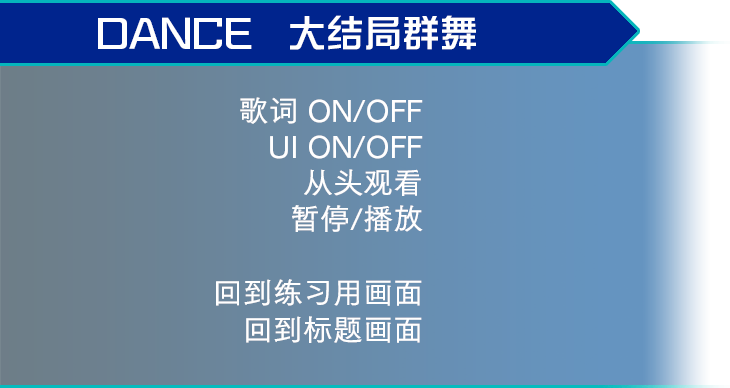 DANCE 大结局群舞
歌词 ON/OFF
UI ON/OFF
从头观看
暂停/播放
回到练习用画面
回到标题画面